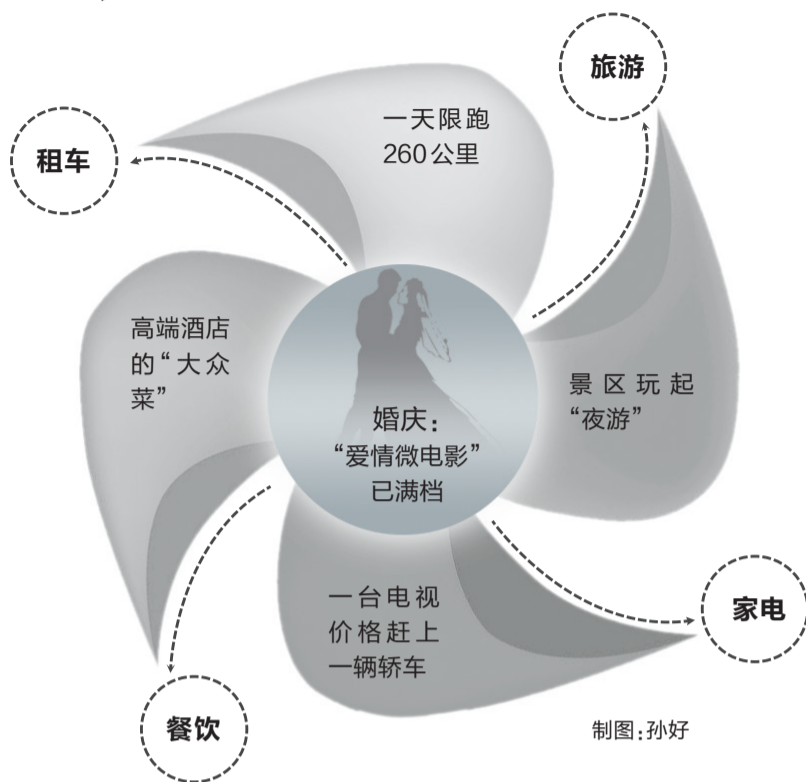 旅游
一天限跑
260公里
租车
高端酒店
的“大众
菜”
景区玩起
“夜游”
婚庆：
“爱情微电影”
已满档
一台电视
价格赶上
一辆轿车
家电
餐饮
制图：孙好